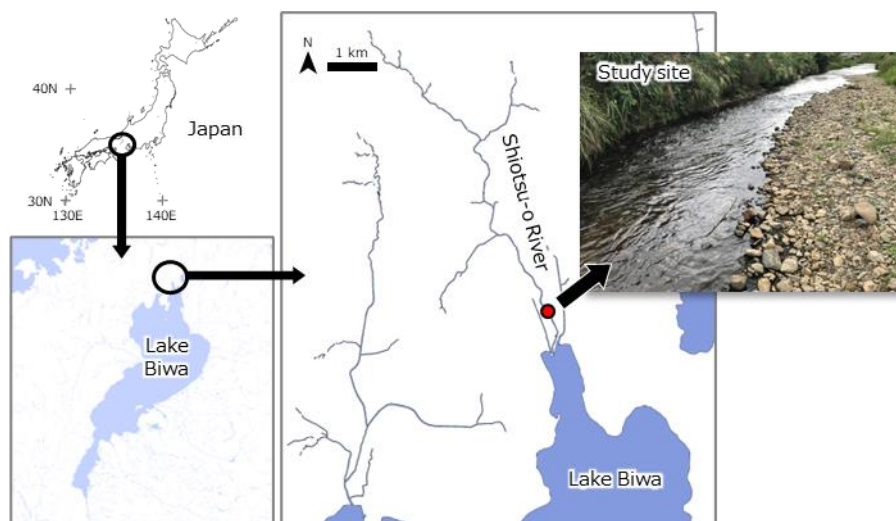 40N
Japan
30N
130E
140E
Lake
Biwa
N
1 km
Shiotsu-o River
Lake Biwa
Study site